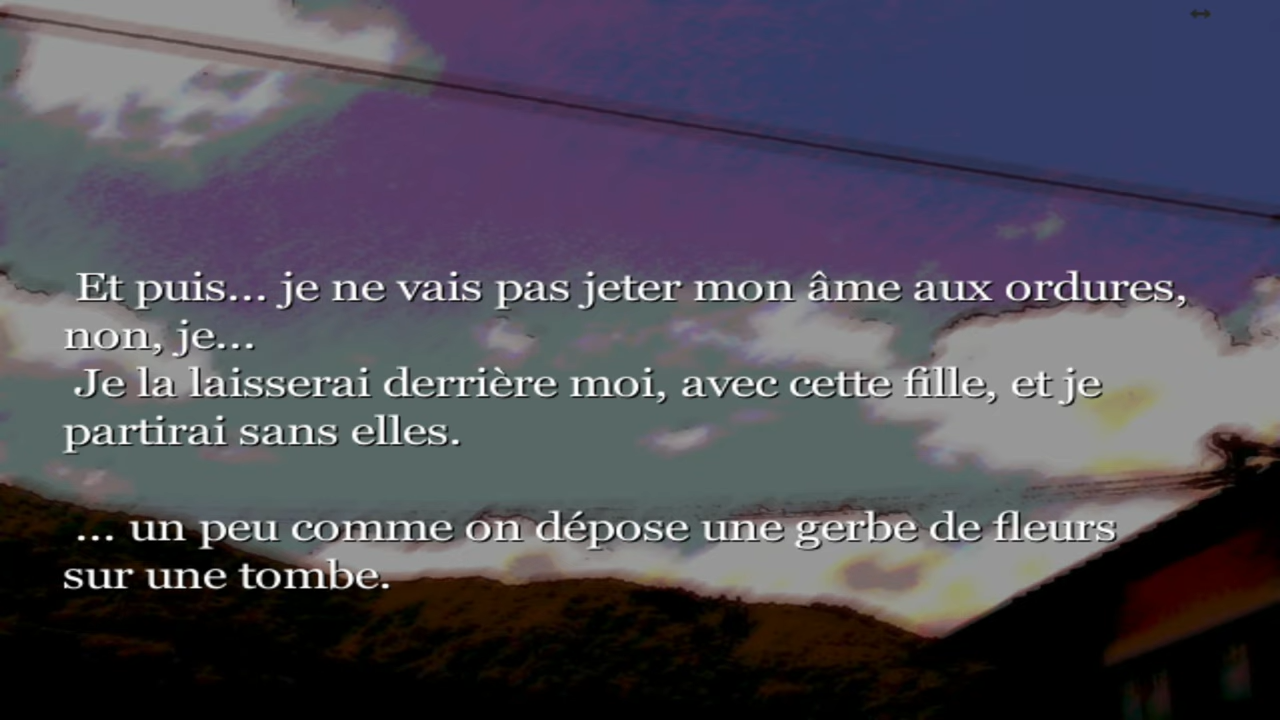 Et puis... je ne vais pas jeter mon âme aux ordures,
non, je...
Je la laisserai derrière moi, avec cette fille, et je
partirai sans elles.
... un peu comme on dépose une gerbe de fleurs
sur une tombe.